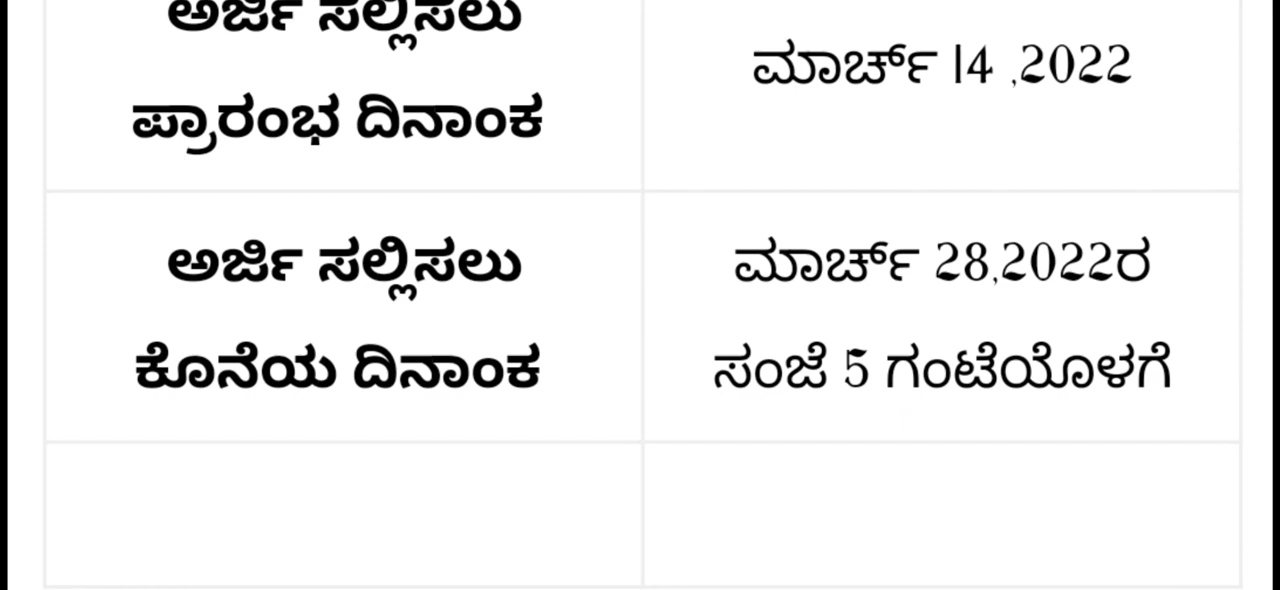 ಅರ್ಜಿ ಸಲ್ಲಿಸಲು
ಪ್ರಾರಂಭ ದಿನಾಂಕ
ಮಾರ್ಚ್ 14 ,2022
ಅರ್ಜಿ ಸಲ್ಲಿಸಲು
ಕೊನೆಯ ದಿನಾಂಕ
ಮಾರ್ಚ್ 28,2022ರ
ಸಂಜೆ 5 ಗಂಟೆಯೊಳಗೆ